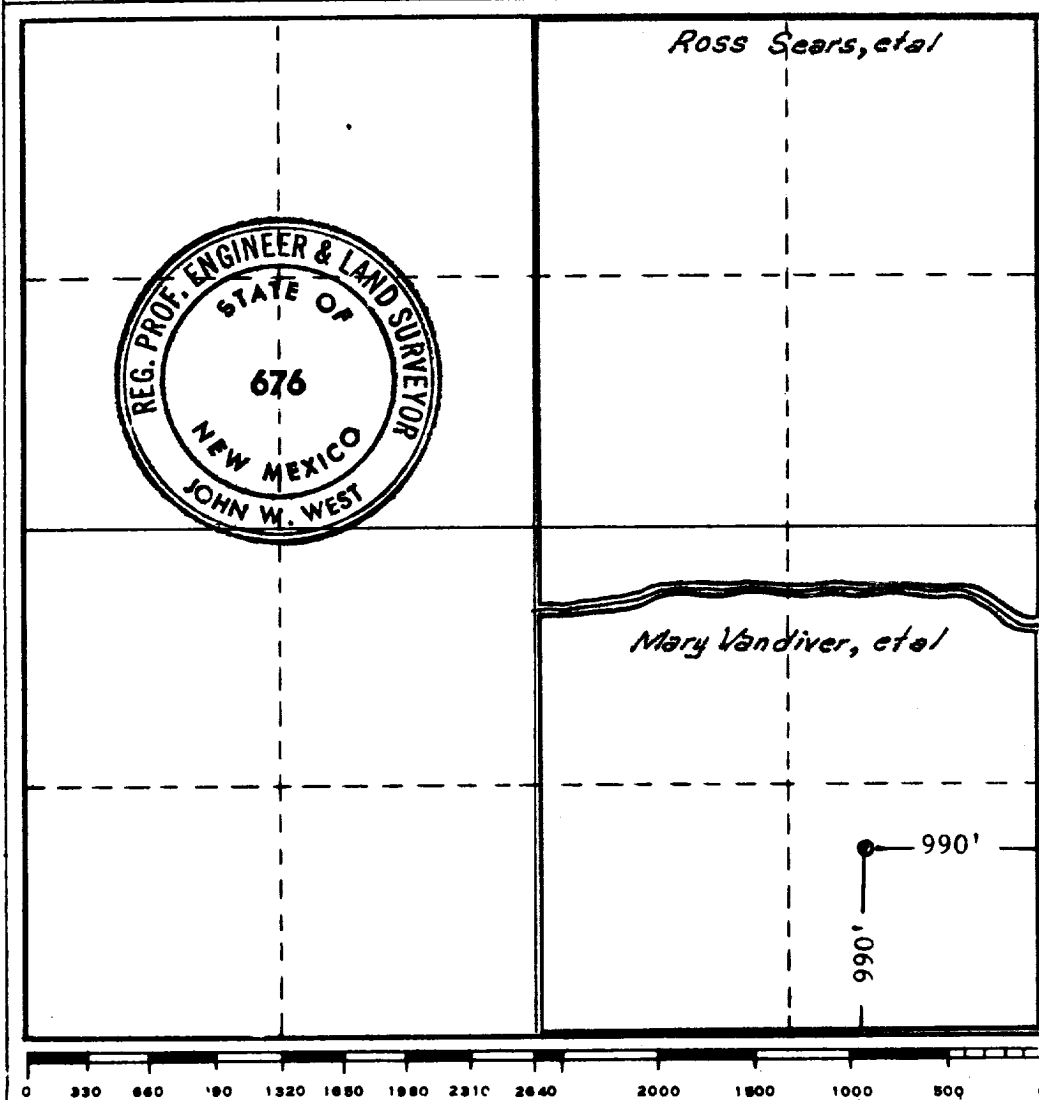 Ross Sears, etal
REG. PROF. ENGINEER & LAND SURVEYOR
STATE OF
676
NEW MEXICO
JOHN W. WEST
Mary Vandiver, etal
990'
990'
0 330 660 '90 1320 1650 1980 2310 2640 2000 1500 1000 500